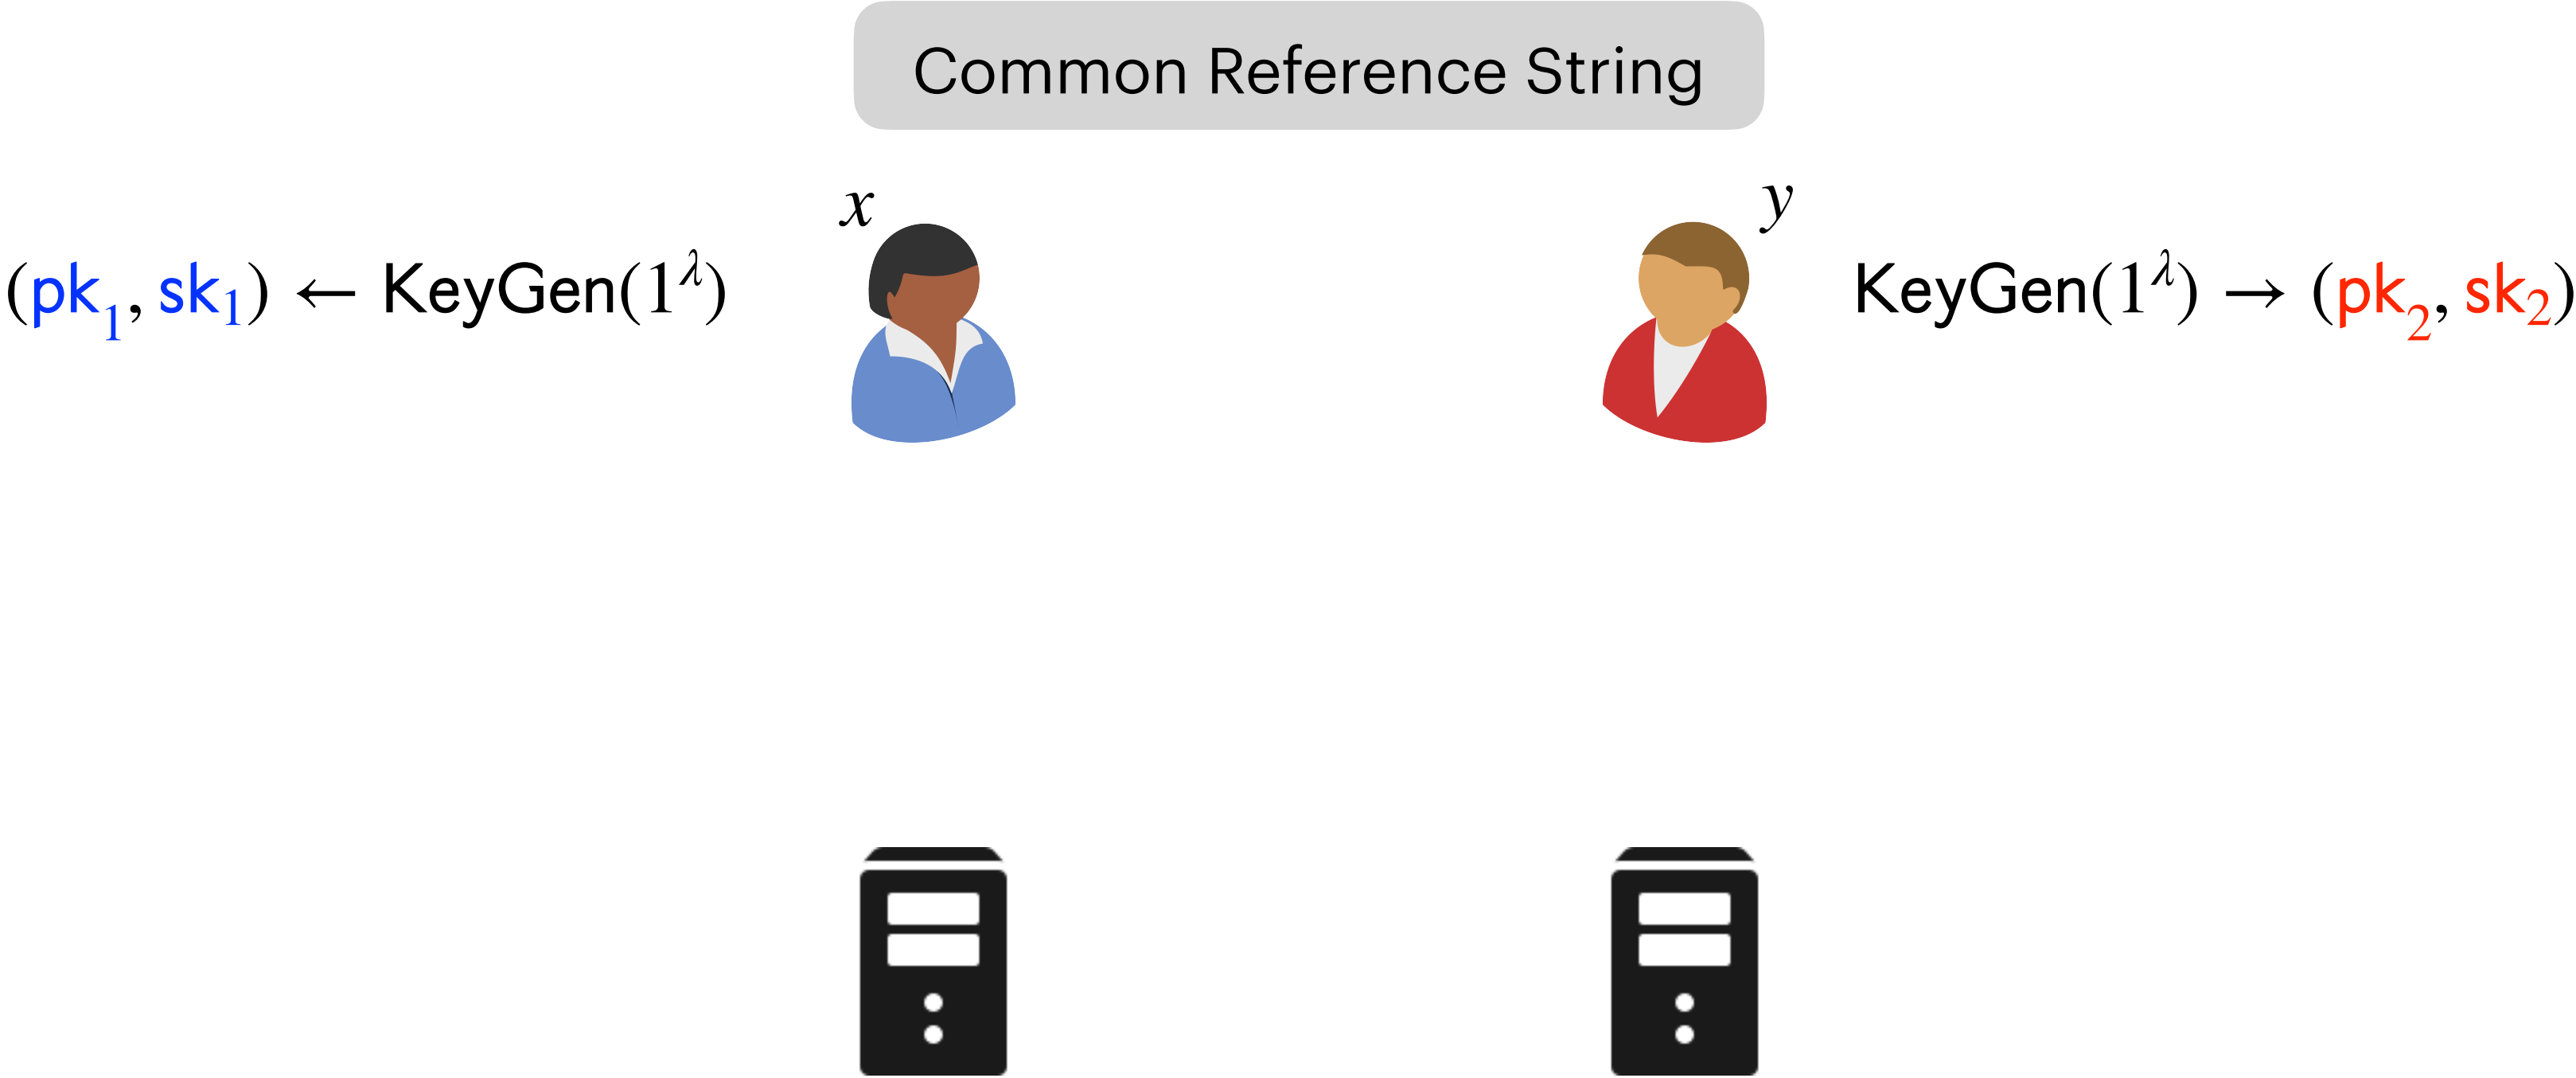 Common Reference String
x
y
(pk₁, sk₁) ← KeyGen(1^λ)
KeyGen(1^λ) → (pk₂, sk₂)